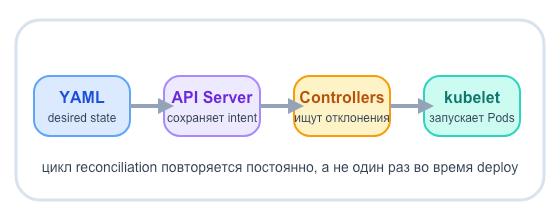 YAML
desired state
API Server
сохраняет intent
Controllers
ищут отклонения
kubelet
запускает Pods
цикл reconciliation повторяется постоянно, а не один раз во время deploy